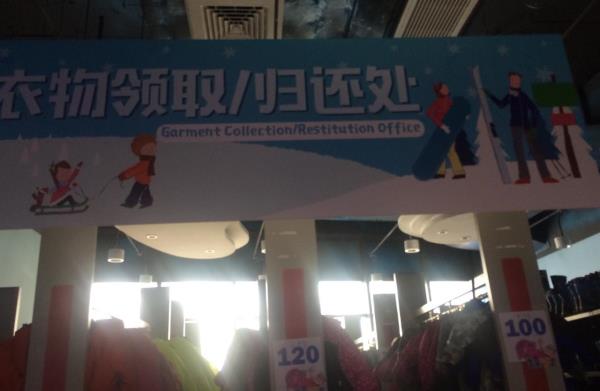 衣物领取/归还处
Garment Collection/Restitution Office
120
100